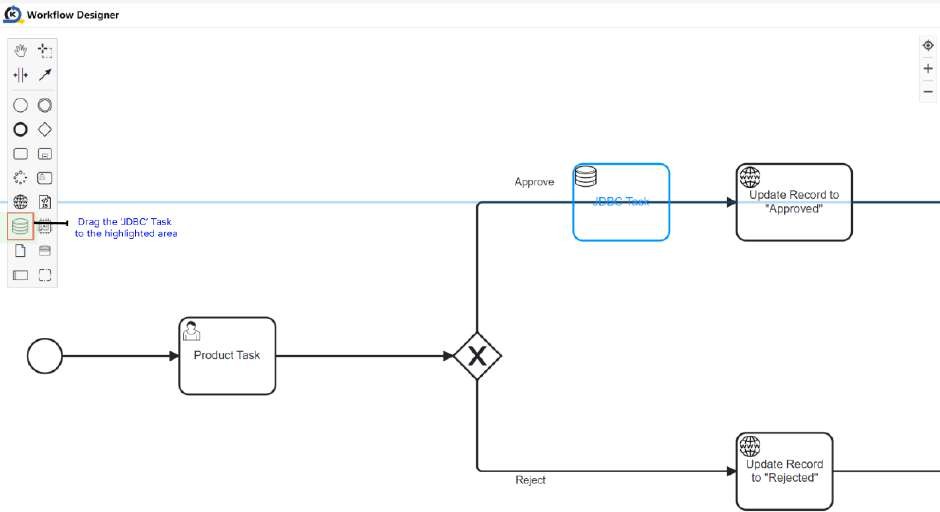 Workflow Designer
Drag the 'JDBC' Task
to the highlighted area
Approve
JDBC Task
Update Record to
"Approved"
Product Task
X
Reject
Update Record
to "Rejected"